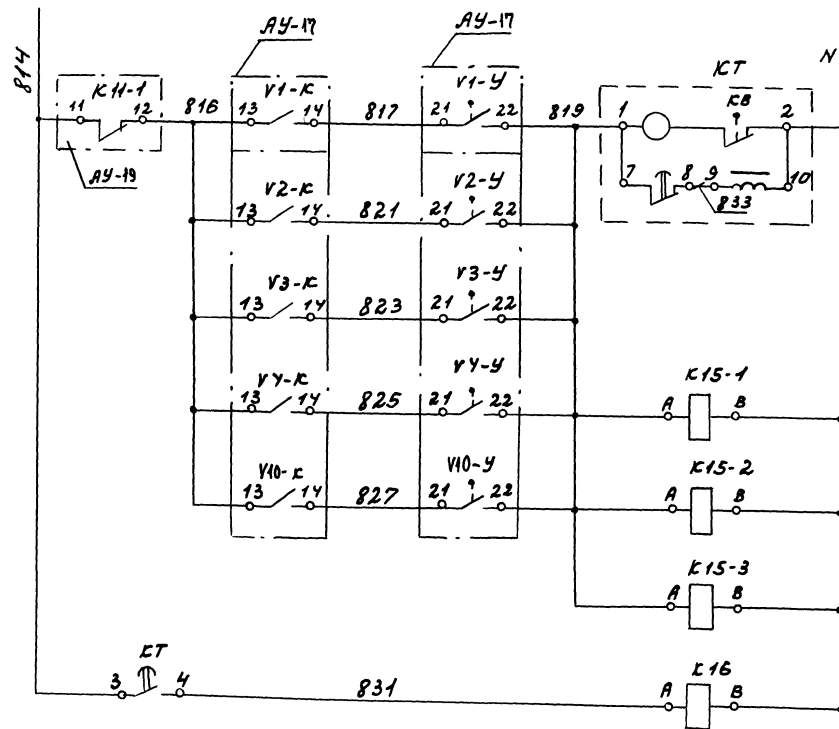 АУ-17
АУ-17
814
N
КТ
К11-1
V1-К
V1-У
КВ
11
12
816
13
14
817
21
22
819
1
2
АУ-19
7
8
9
10
833
V2-К
V2-У
13
14
821
21
22
V3-К
V3-У
13
14
823
21
22
V4-К
V4-У
К15-1
13
14
825
21
22
А
В
V10-К
V10-У
К15-2
13
14
827
21
22
А
В
К15-3
А
В
КТ
К16
3
4
831
А
В